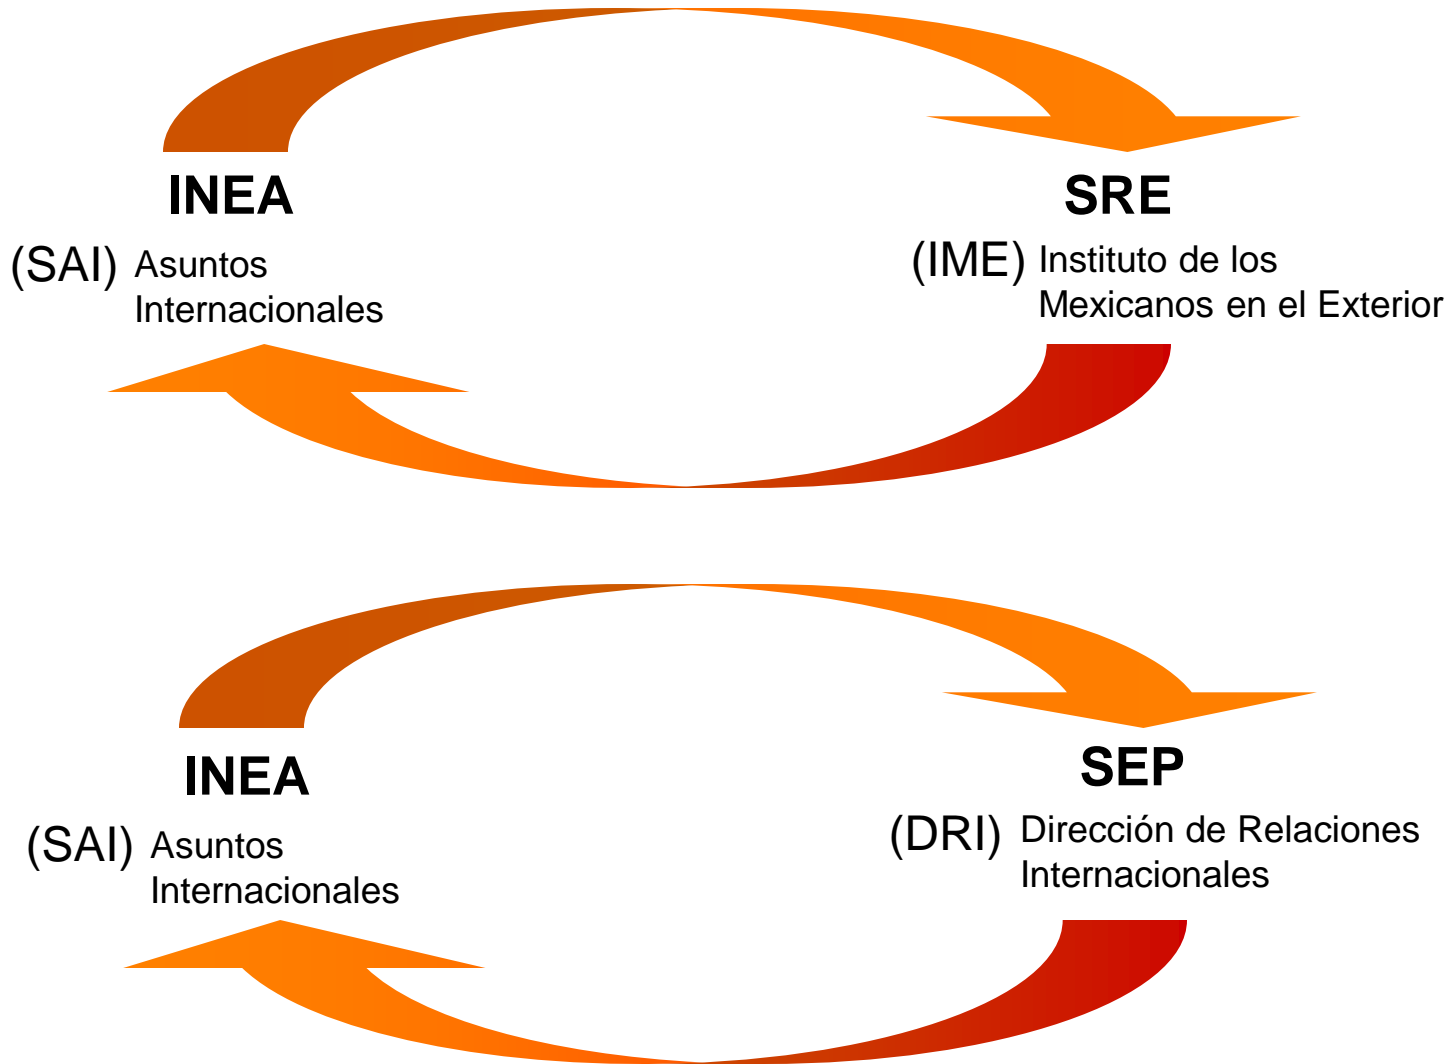 INEA
(SAI) Asuntos
Internacionales
SRE
(IME) Instituto de los
Mexicanos en el Exterior
INEA
(SAI) Asuntos
Internacionales
SEP
(DRI) Dirección de Relaciones
Internacionales